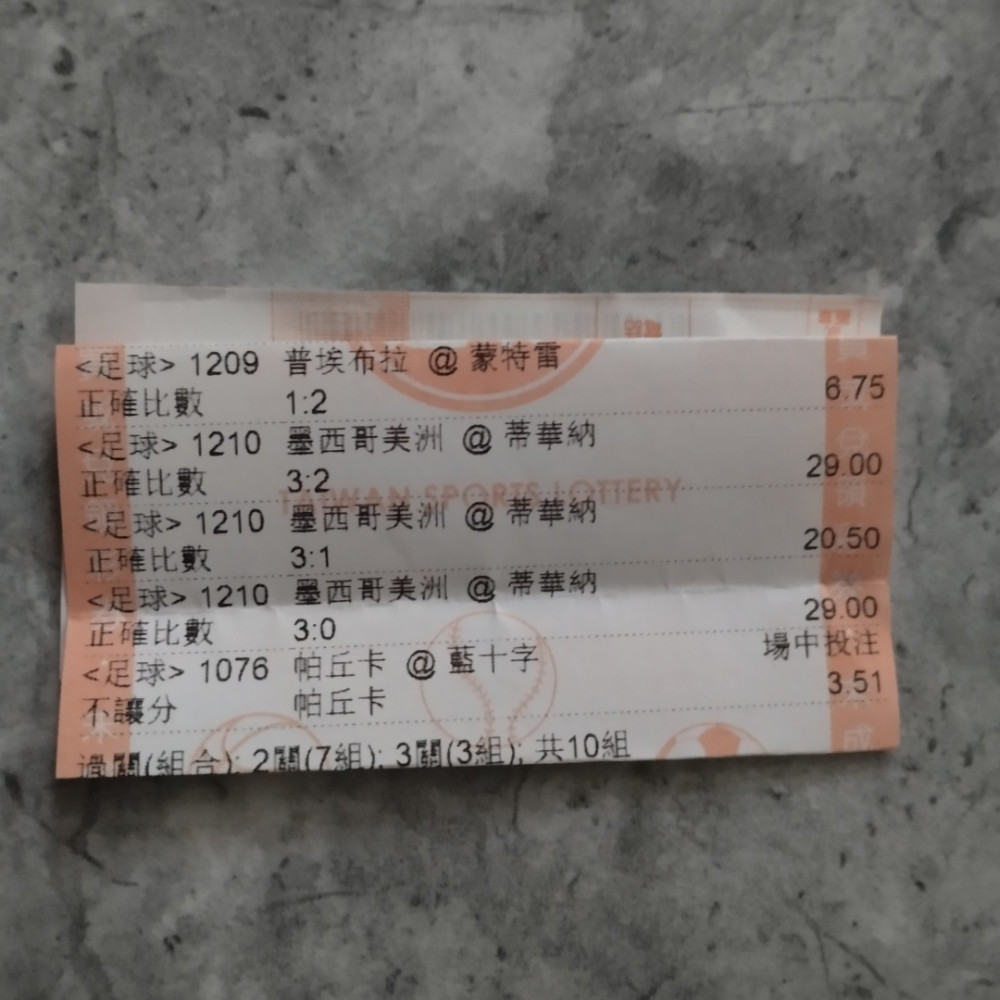 <足球> 1209 普埃布拉 @ 蒙特雷
正確比數 1:2 6.75
<足球> 1210 墨西哥美洲 @ 蒂華納
正確比數 3:2 29.00
TAIWAN SPORTS LOTTERY
<足球> 1210 墨西哥美洲 @ 蒂華納
正確比數 3:1 20.50
<足球> 1210 墨西哥美洲 @ 蒂華納
正確比數 3:0 29.00
<足球> 1076 帕丘卡 @ 藍十字 場中投注
不讓分 帕丘卡 3.51
過關(組合): 2關(7組); 3關(3組); 共10組